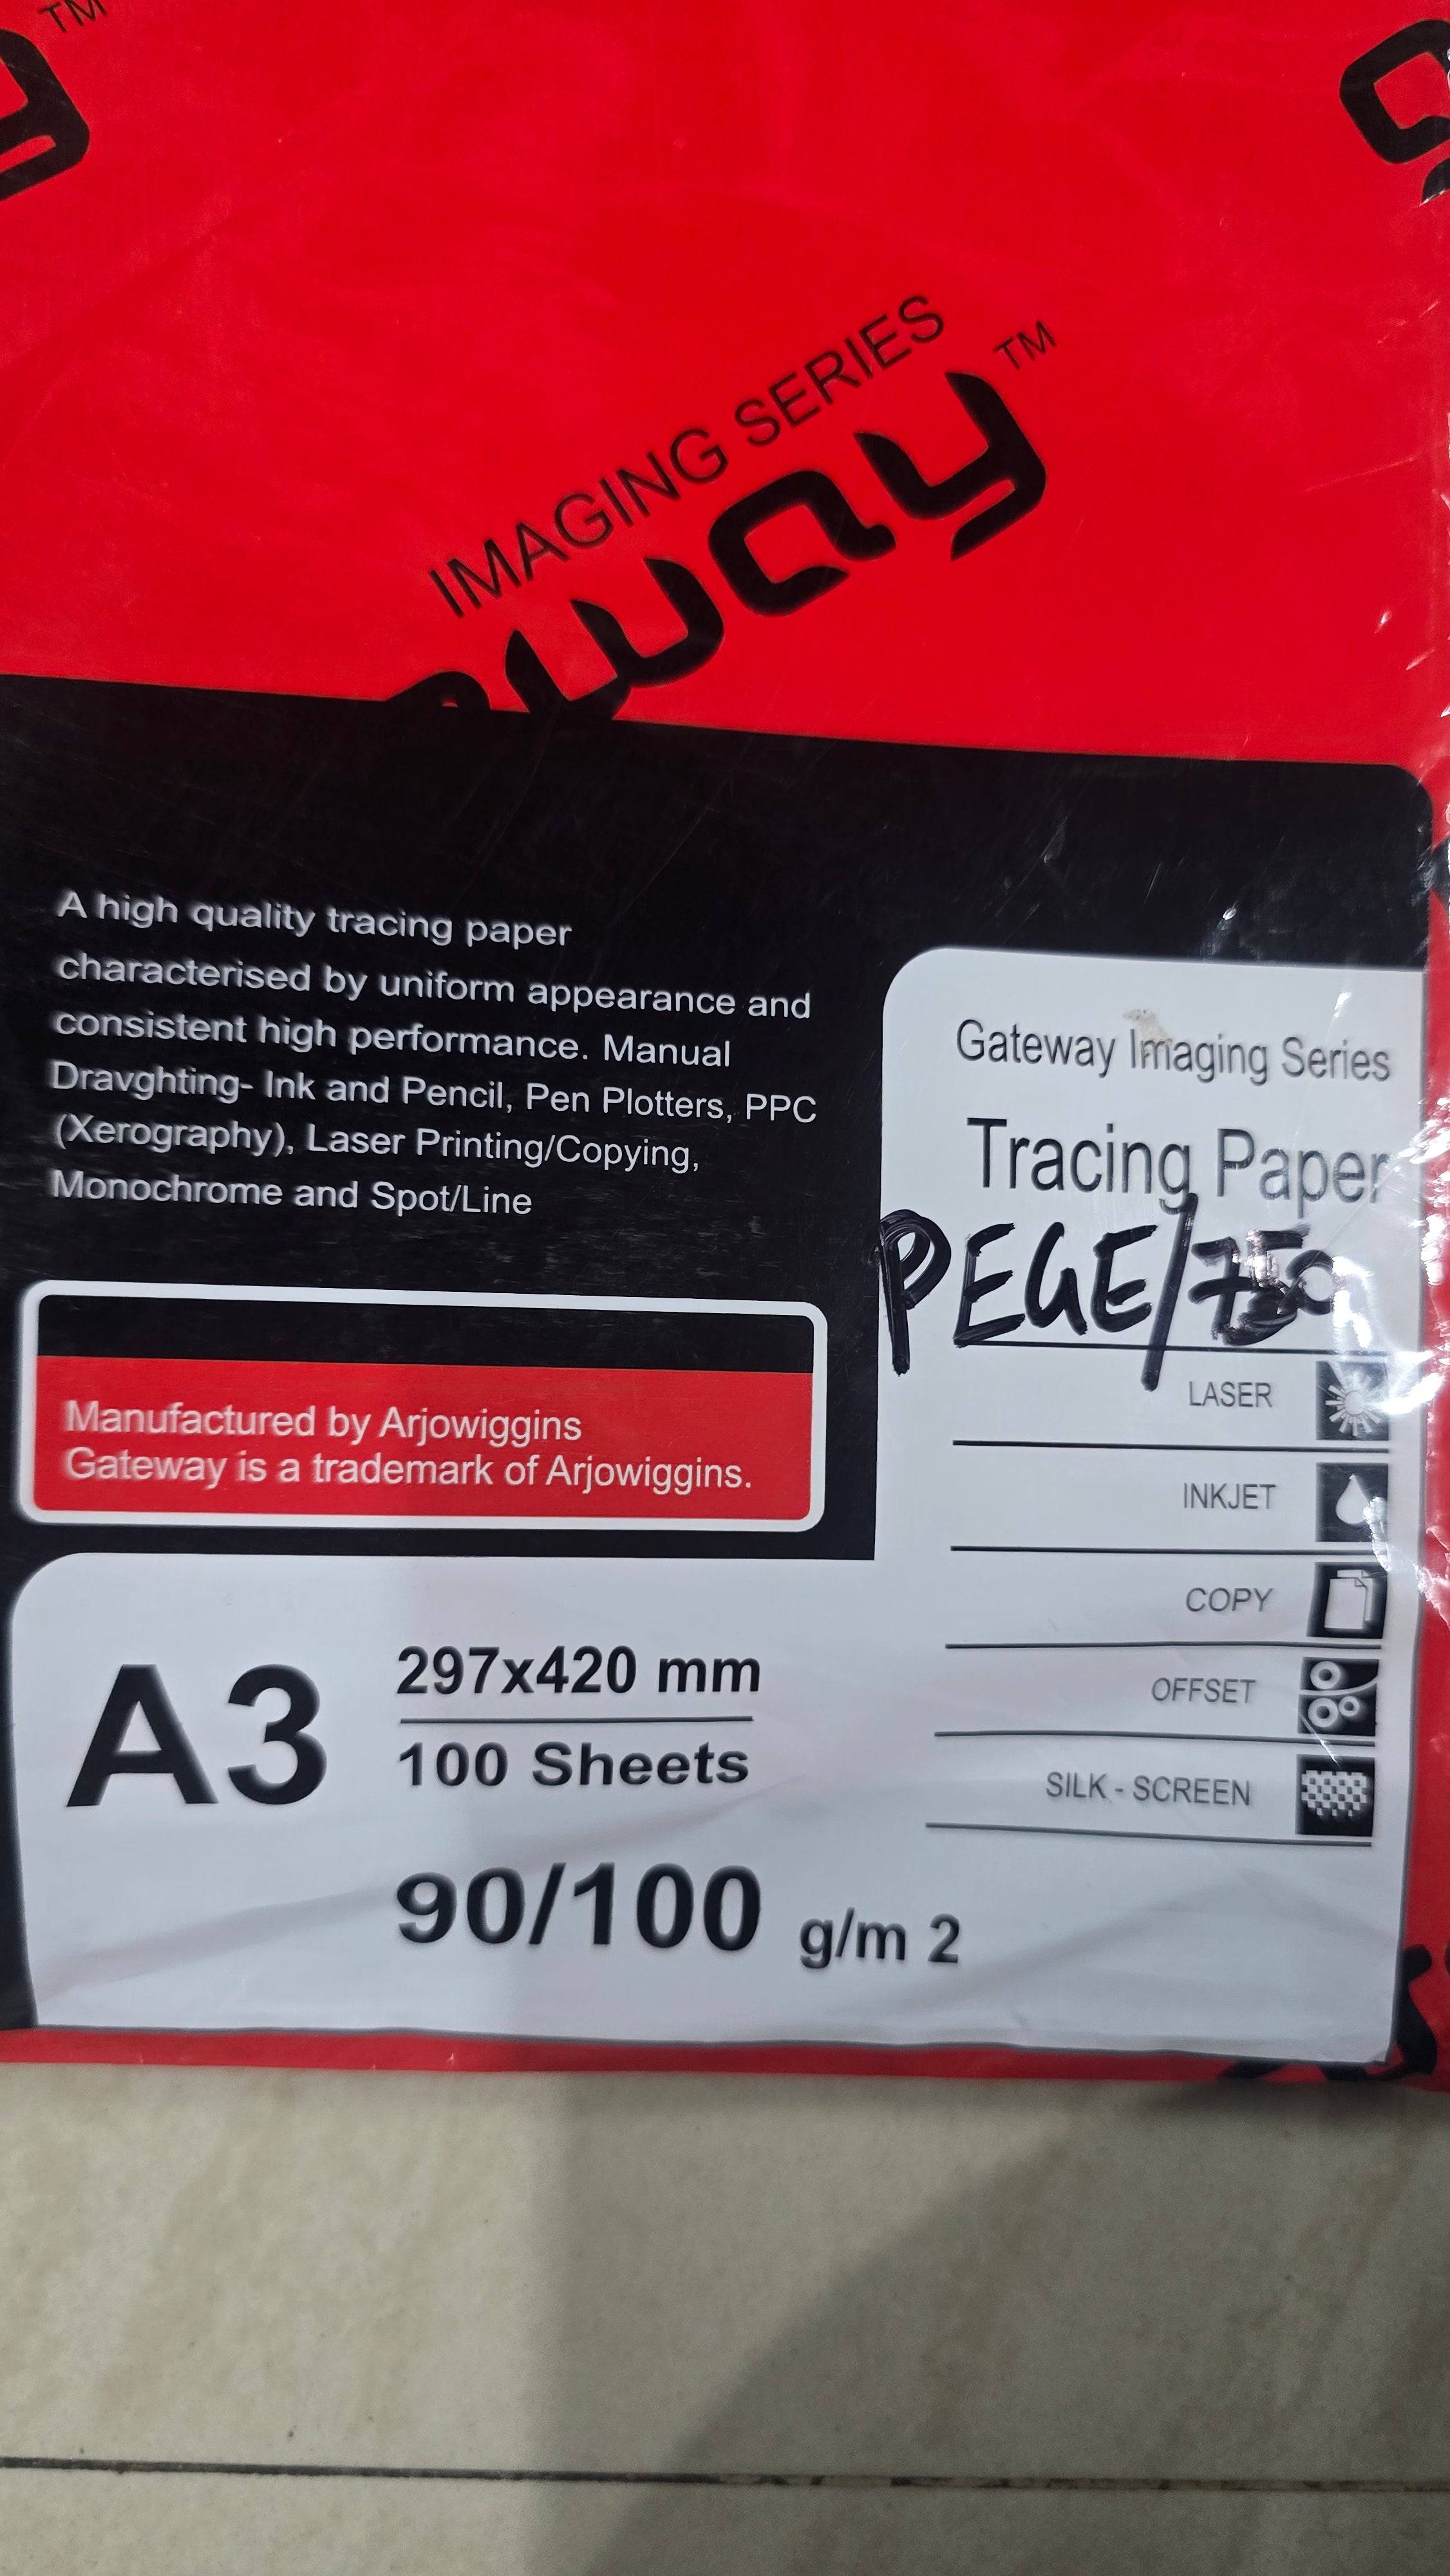 TM
IMAGING SERIES
way TM
A high quality tracing paper
characterised by uniform appearance and
consistent high performance. Manual
Dravghting- Ink and Pencil, Pen Plotters, PPC
(Xerography), Laser Printing/Copying,
Monochrome and Spot/Line
Manufactured by Arjowiggins
Gateway is a trademark of Arjowiggins.
Gateway Imaging Series
Tracing Paper
PEGE/750
LASER
INKJET
COPY
OFFSET
SILK - SCREEN
A3
297x420 mm
100 Sheets
90/100 g/m 2